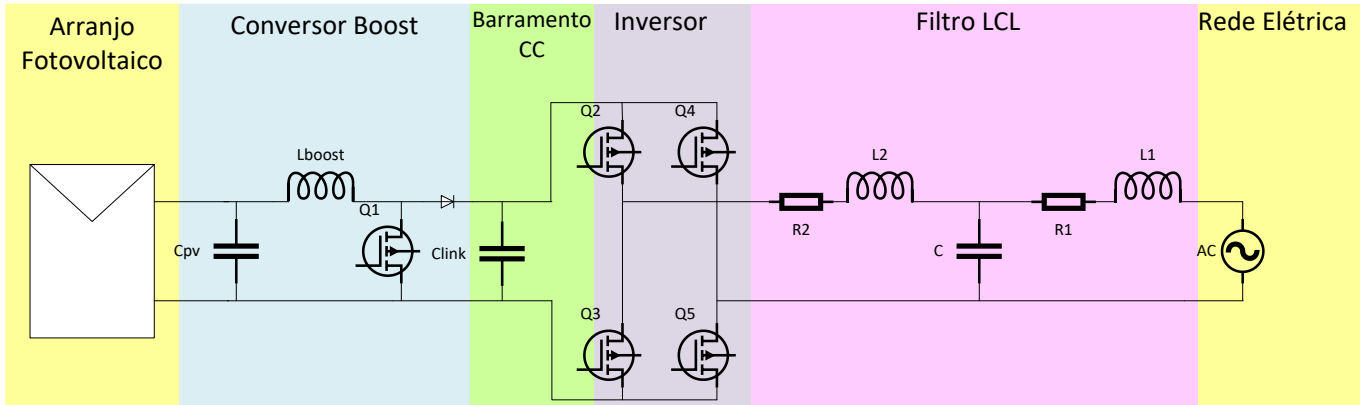 Arranjo
Fotovoltaico
Conversor Boost
Barramento
CC
Inversor
Filtro LCL
Rede Elétrica
Q2
Q4
Lboost
L2
L1
Q1
R2
R1
Cpv
Clink
C
AC
Q3
Q5